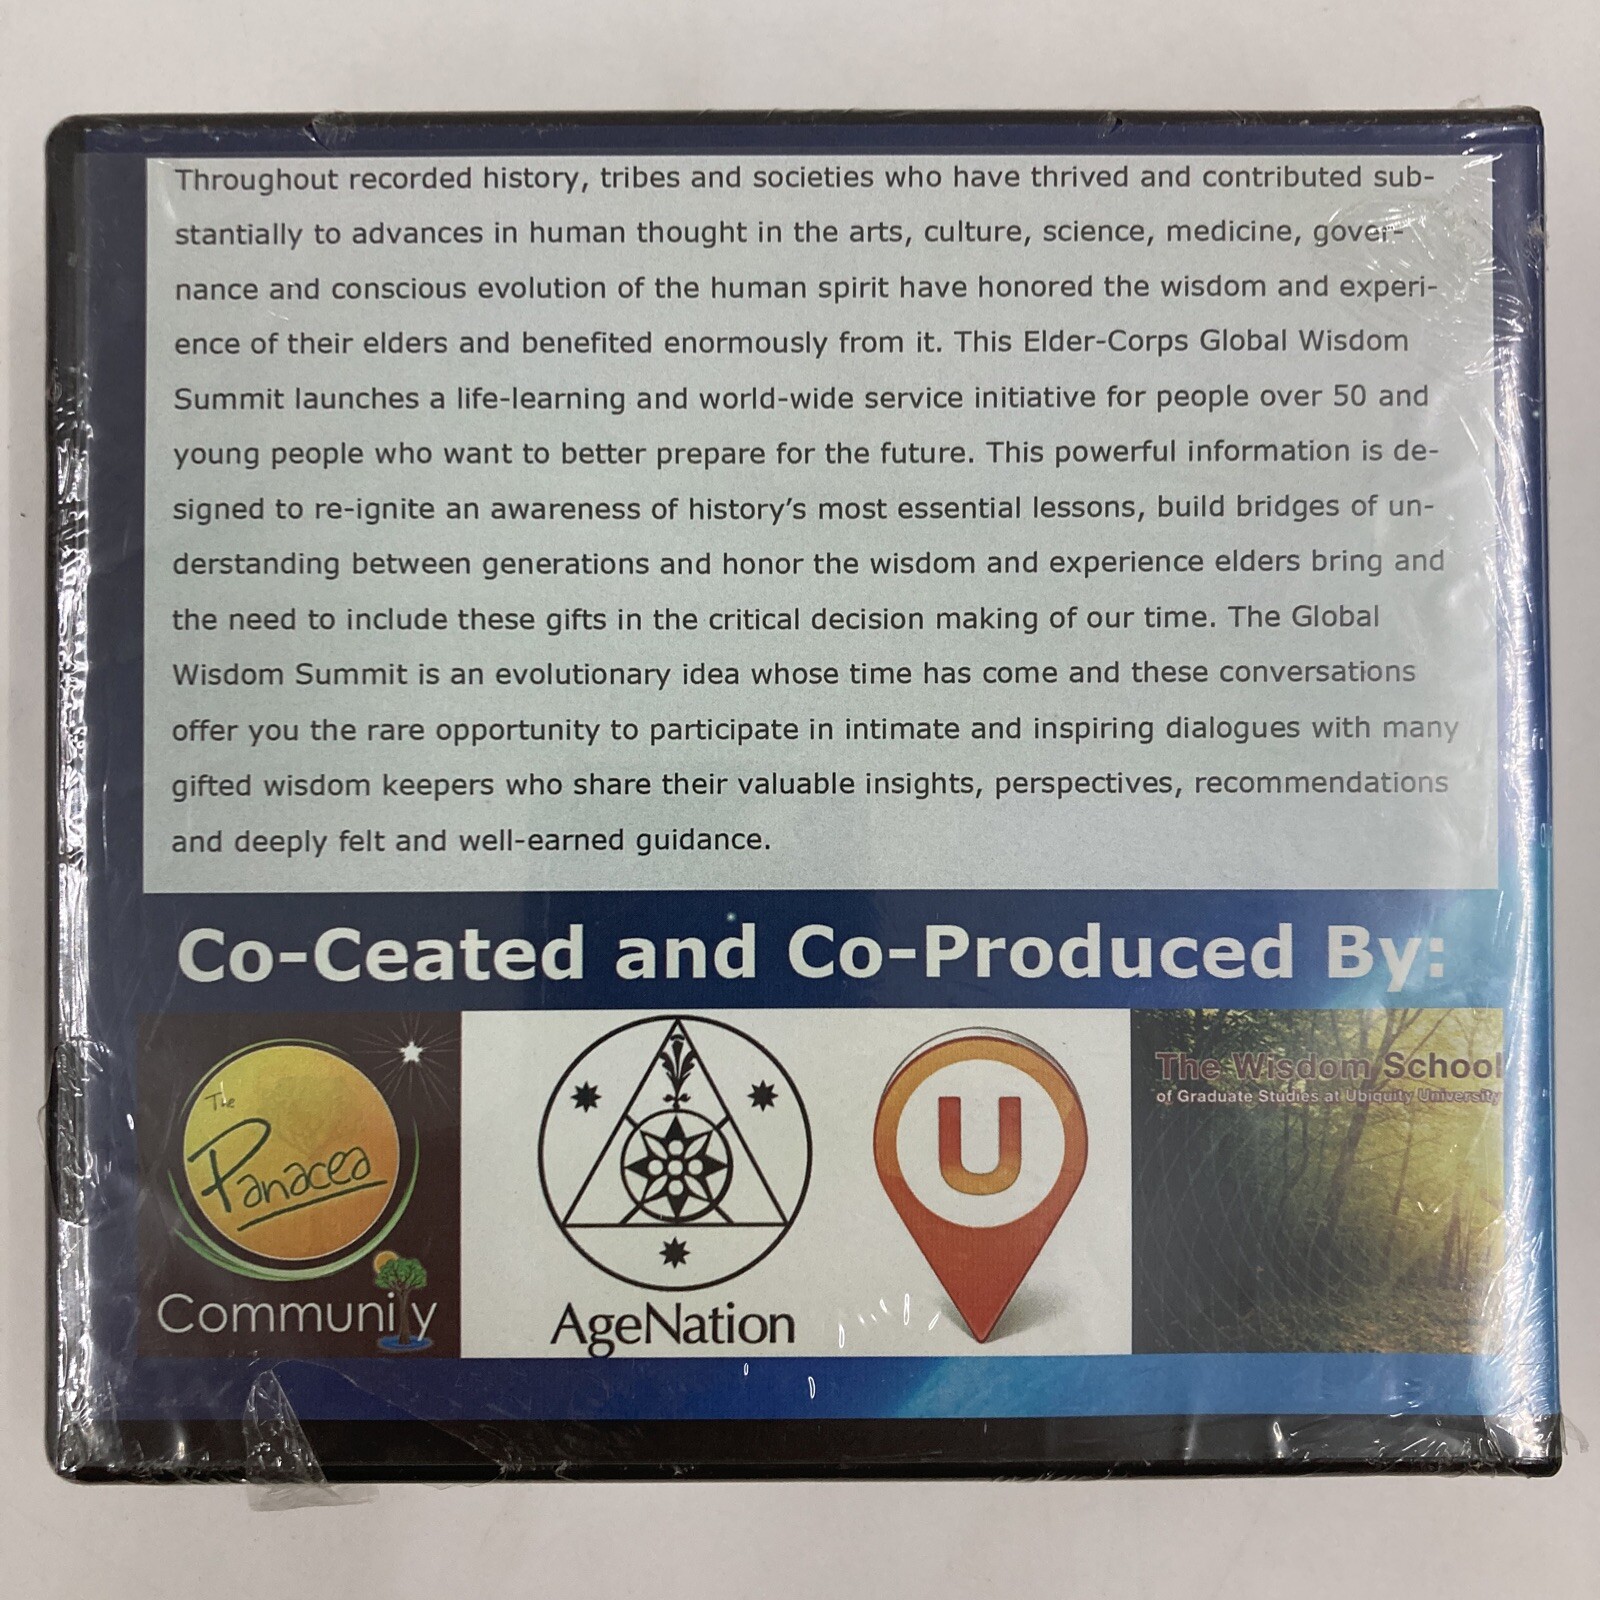 Throughout recorded history, tribes and societies who have thrived and contributed sub-
stantially to advances in human thought in the arts, culture, science, medicine, gover-
nance and conscious evolution of the human spirit have honored the wisdom and experi-
ence of their elders and benefited enormously from it. This Elder-Corps Global Wisdom
Summit launches a life-learning and world-wide service initiative for people over 50 and
young people who want to better prepare for the future. This powerful information is de-
signed to re-ignite an awareness of history's most essential lessons, build bridges of un-
derstanding between generations and honor the wisdom and experience elders bring and
the need to include these gifts in the critical decision making of our time. The Global
Wisdom Summit is an evolutionary idea whose time has come and these conversations
offer you the rare opportunity to participate in intimate and inspiring dialogues with many
gifted wisdom keepers who share their valuable insights, perspectives, recommendations
and deeply felt and well-earned guidance.
Co-Ceated and Co-Produced By:
The
Panacea
Community
AgeNation
U
The Wisdom School
of Graduate Studies at Ubiquity University